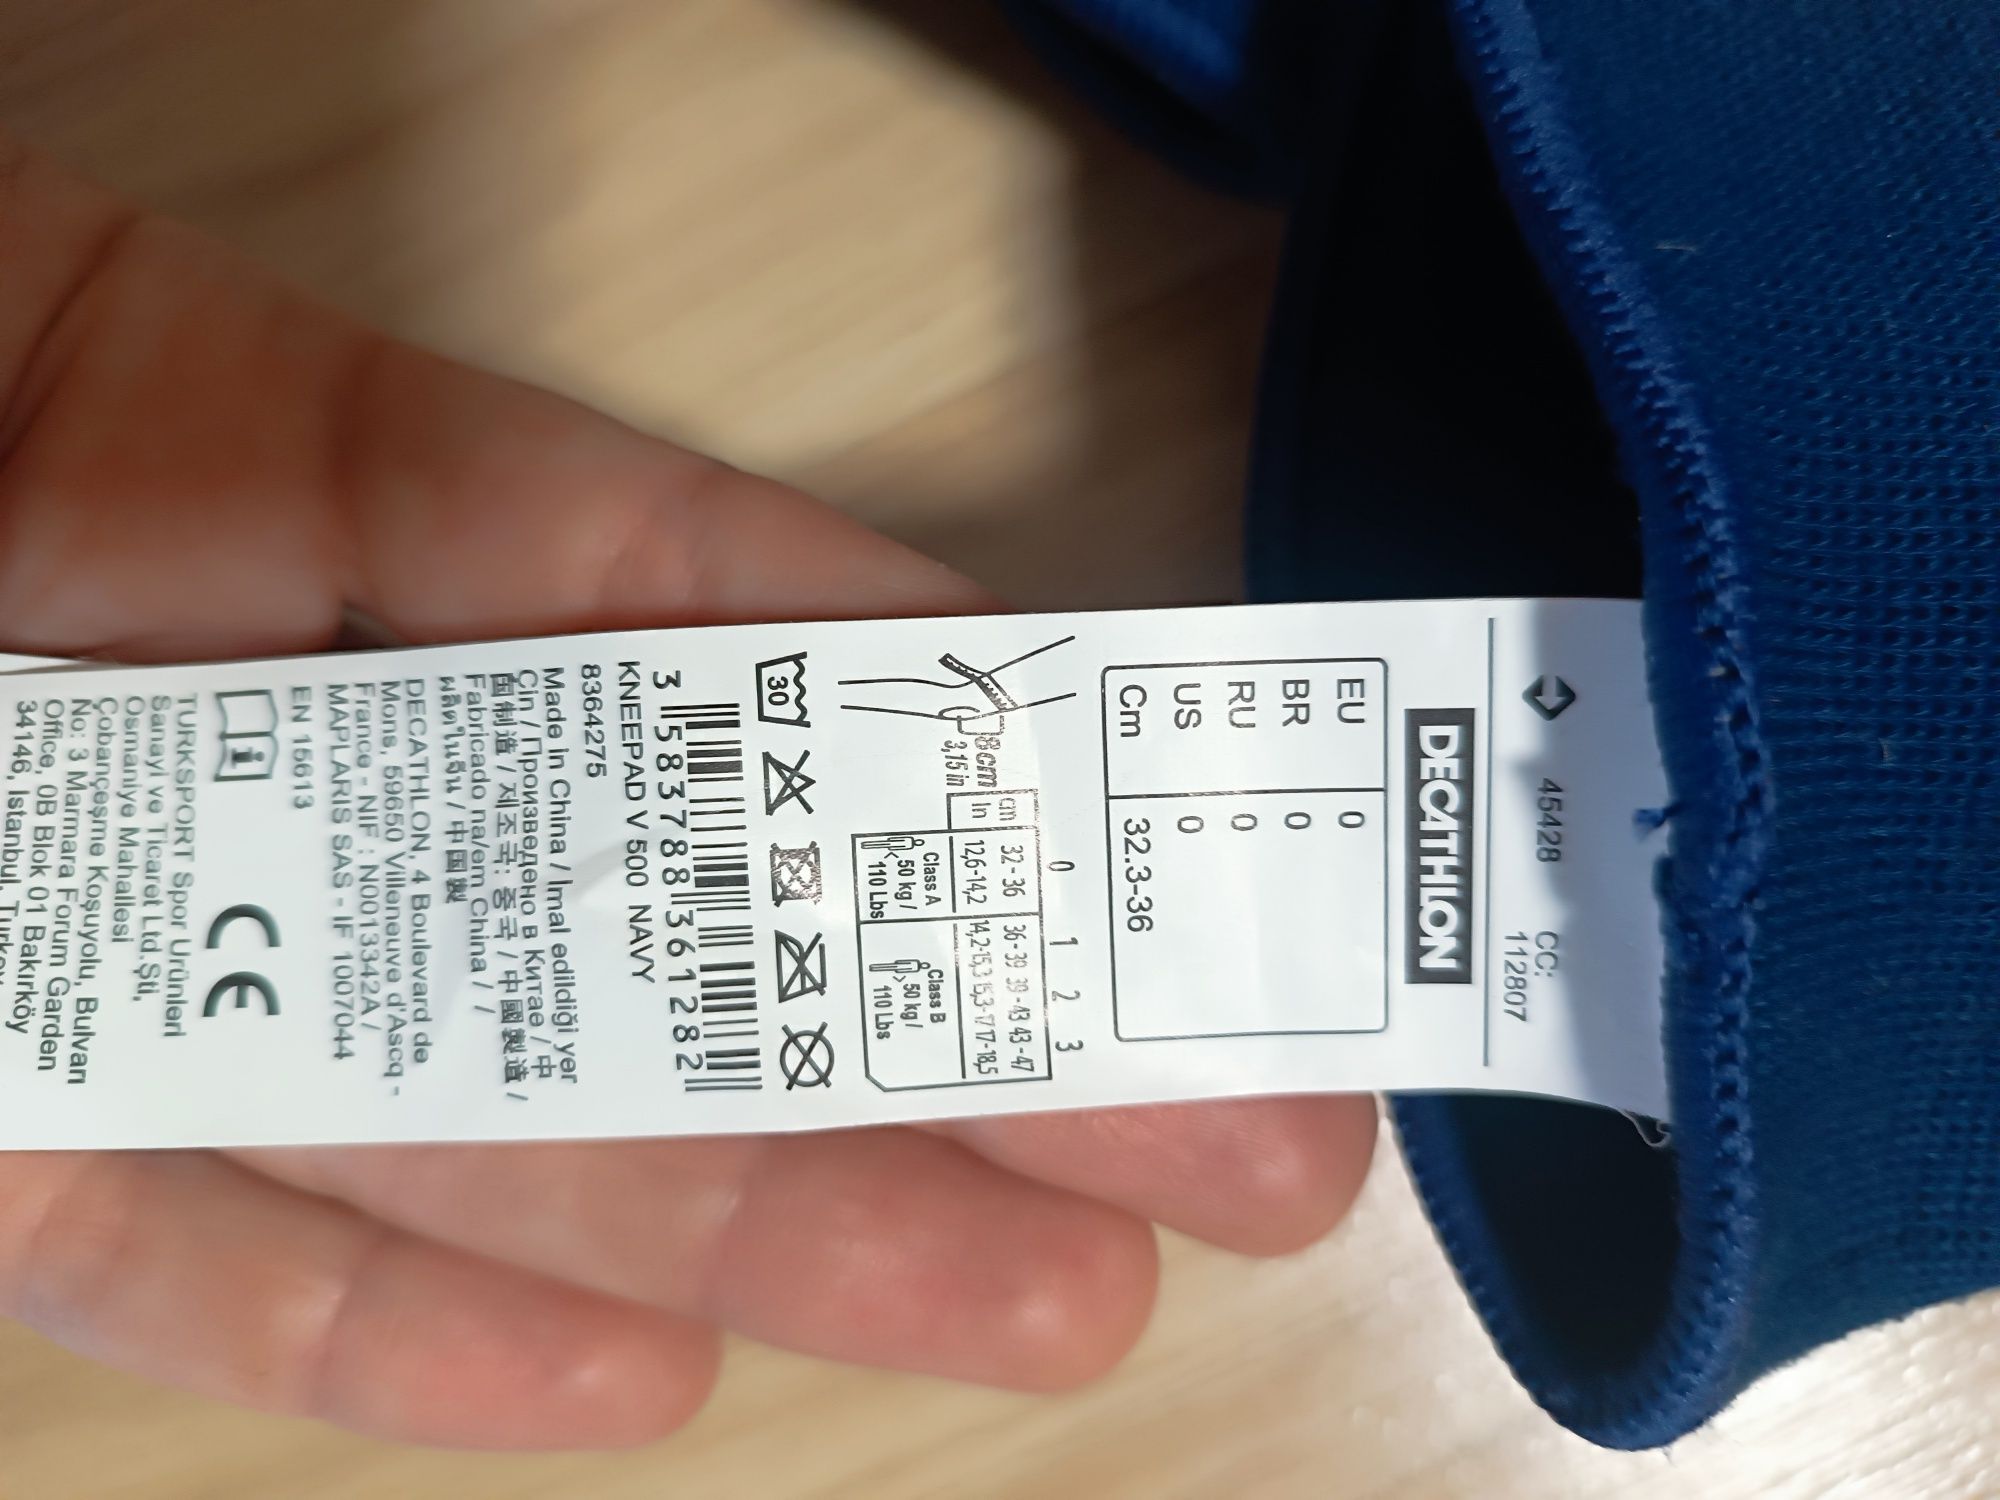 45428 CC:
112807
DECATHLON
EU 0
BR 0
RU 0
US 0
Cm 32.3-36
0 1 2 3
cm 32 - 36 36 - 39 39 - 43 43 - 47
8cm In 12,6-14,2 14,2-15,3 15,3-17 17-18,5
3,15 in
Class A Class B
< 50 kg / > 50 kg /
110 Lbs 110 Lbs
30
3 583788 361282
KNEEPAD V 500 NAVY
8364275
Made in China / Imal edildiği yer
Cin / Произведено в Китае / 中
国制造 / 제조국: 중국 / 中國製造 /
Fabricado na/em China / /
ผลิตในจีน / 中国製
DECATHLON, 4 Boulevard de
Mons, 59650 Villeneuve d'Ascq -
France - NIF : N0013342A /
MAPLARIS SAS - IF 1007044
EN 15613
i
CE
TURKSPORT Spor Ürünleri
Sanayi ve Ticaret Ltd.Şti,
Osmaniye Mahallesi
Çobançeşme Koşuyolu, Bulvarı
No: 3 Marmara Forum Garden
Office, 0B Blok 01 Bakırköy
34146, Istanbul, Turkey